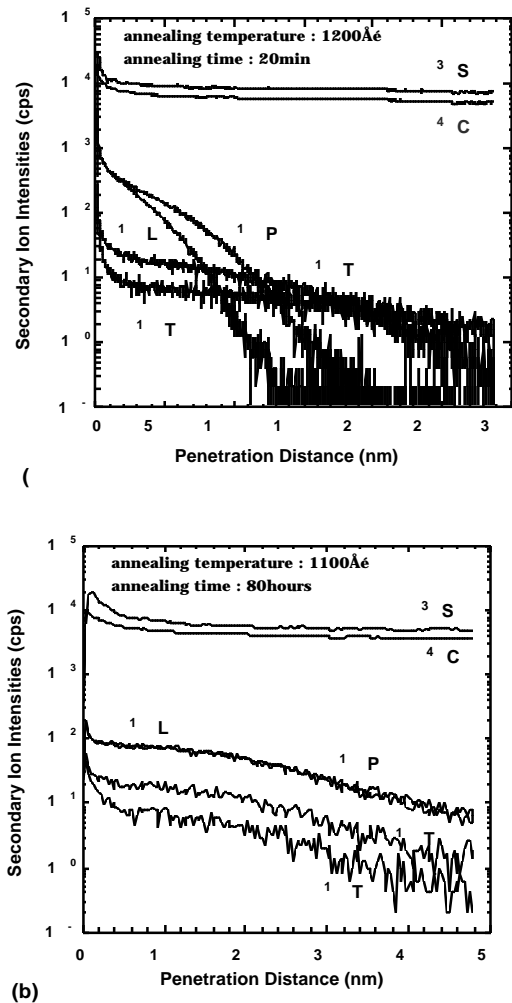 annealing temperature : 1200Åé
annealing time : 20min
Secondary Ion Intensities (cps)
1 5
1 4
1 3
1 2
1 1
1 0
1 -
3 S
4 C
1 L
1 P
1 T
1 T
0 5 1 1 2 2 3
Penetration Distance (nm)
(
annealing temperature : 1100Åé
annealing time : 80hours
Secondary Ion Intensities (cps)
1 5
1 4
1 3
1 2
1 1
1 0
1 -
3 S
4 C
1 L
1 P
1 T
1 T
0 1 2 3 4 5
Penetration Distance (nm)
(b)